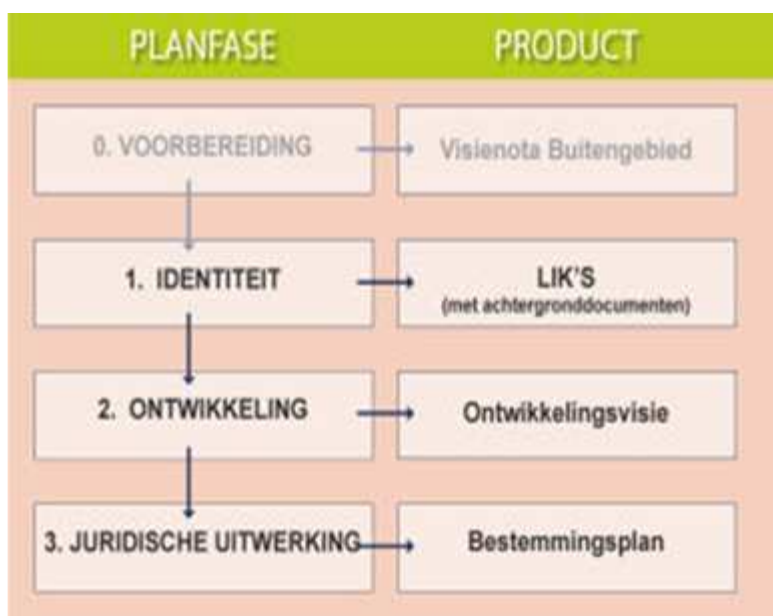 PLANFASE PRODUCT
0. VOORBEREIDING Visienota Buitengebied
1. IDENTITEIT LIK'S
(met achtergronddocumenten)
2. ONTWIKKELING Ontwikkelingsvisie
3. JURIDISCHE UITWERKING Bestemmingsplan